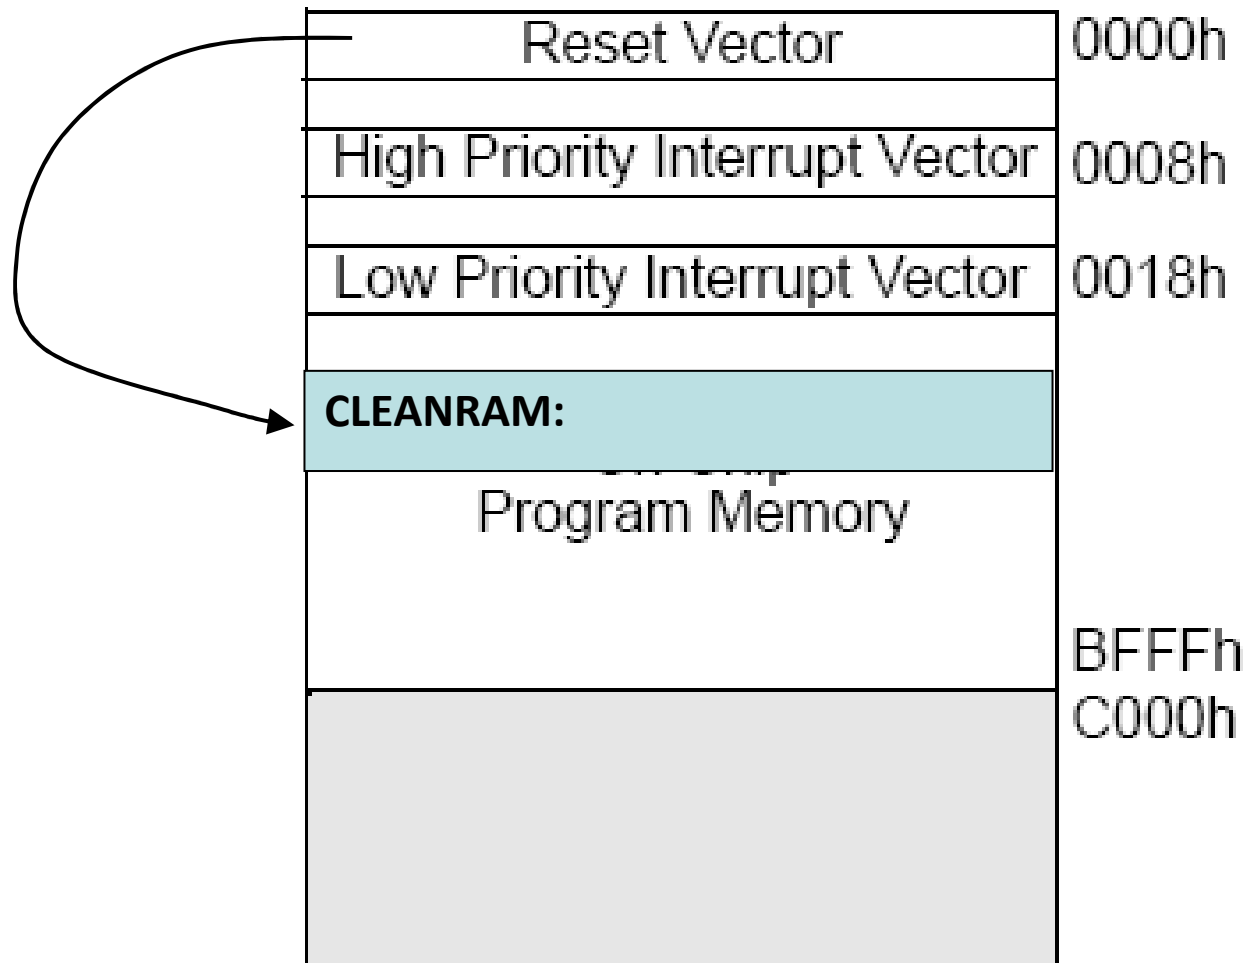 Reset Vector 0000h
High Priority Interrupt Vector 0008h
Low Priority Interrupt Vector 0018h
CLEANRAM:
Program Memory
BFFFh
C000h